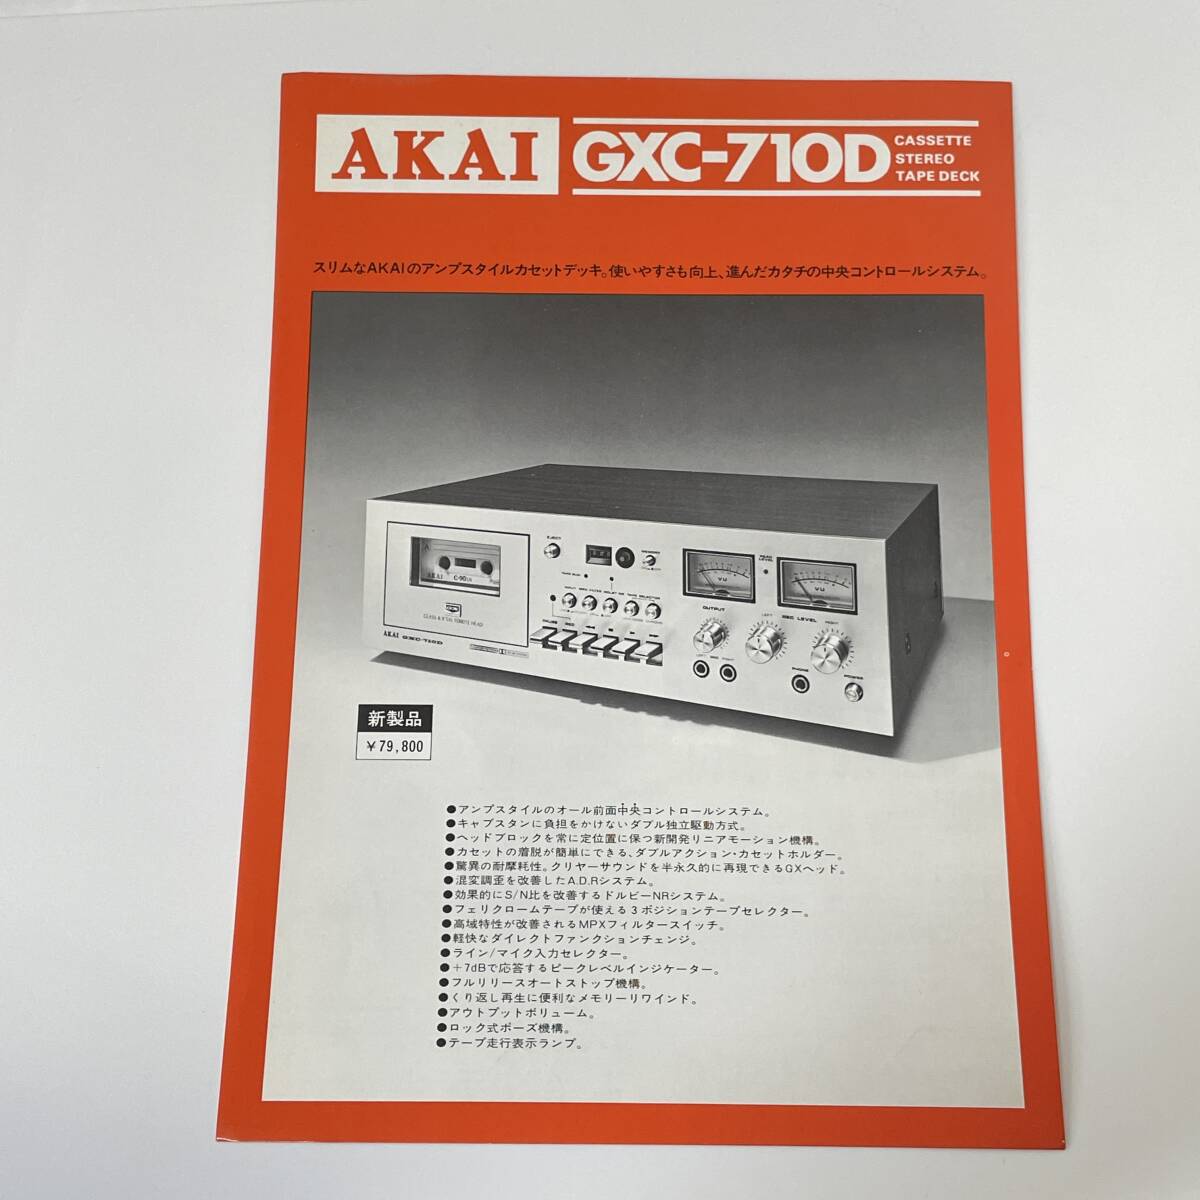 AKAI
GXC-710D
CASSETTE
STEREO
TAPE DECK
スリムなAKAIのアンプスタイルカセットデッキ。使いやすさも向上、進んだカタチの中央コントロールシステム。
EJECT
MEMORY
PEAK
LEVEL
VU
VU
OUTPUT
LEFT
REC LEVEL
RIGHT
LEFT
MIC
RIGHT
PHONE
POWER
A
AKAI
C-90
AKAI GXC-710D
新製品
¥79,800
●アンプスタイルのオール前面中央コントロールシステム。
●キャプスタンに負担をかけないダブル独立駆動方式。
●ヘッドブロックを常に定位置に保つ新開発リニアモーション機構。
●カセットの着脱が簡単にできる、ダブルアクション・カセットホルダー。
●驚異の耐摩耗性。クリヤーサウンドを半永久的に再現できるGXヘッド。
●混変調歪を改善したA.D.Rシステム。
●効果的にS/N比を改善するドルビーNRシステム。
●フェリクロームテープが使える3ポジションテープセレクター。
●高域特性が改善されるMPXフィルタースイッチ。
●軽快なダイレクトファンクションチェンジ。
●ライン/マイク入力セレクター。
●+7dBで応答するピークレベルインジケーター。
●フルリリースオートストップ機構。
●くり返し再生に便利なメモリーリワインド。
●アウトプットボリューム。
●ロック式ポーズ機構。
●テープ走行表示ランプ。